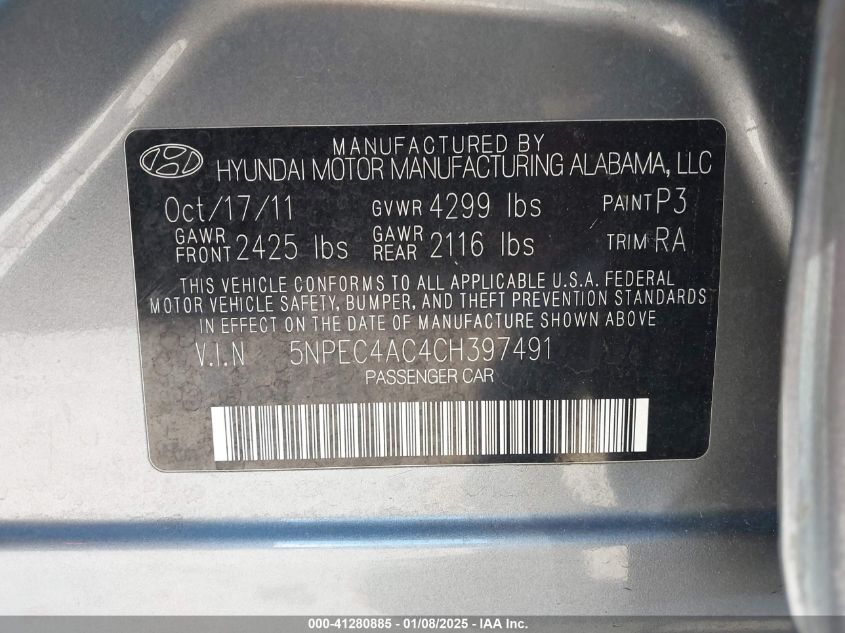 MANUFACTURED BY
HYUNDAI MOTOR MANUFACTURING ALABAMA, LLC
Oct/17/11 GVWR 4299 lbs PAINT P3
GAWR FRONT 2425 lbs GAWR REAR 2116 lbs TRIM RA
THIS VEHICLE CONFORMS TO ALL APPLICABLE U.S.A. FEDERAL
MOTOR VEHICLE SAFETY, BUMPER, AND THEFT PREVENTION STANDARDS
IN EFFECT ON THE DATE OF MANUFACTURE SHOWN ABOVE
V.I.N 5NPEC4AC4CH397491
PASSENGER CAR
000-41280885 - 01/08/2025 - IAA Inc.